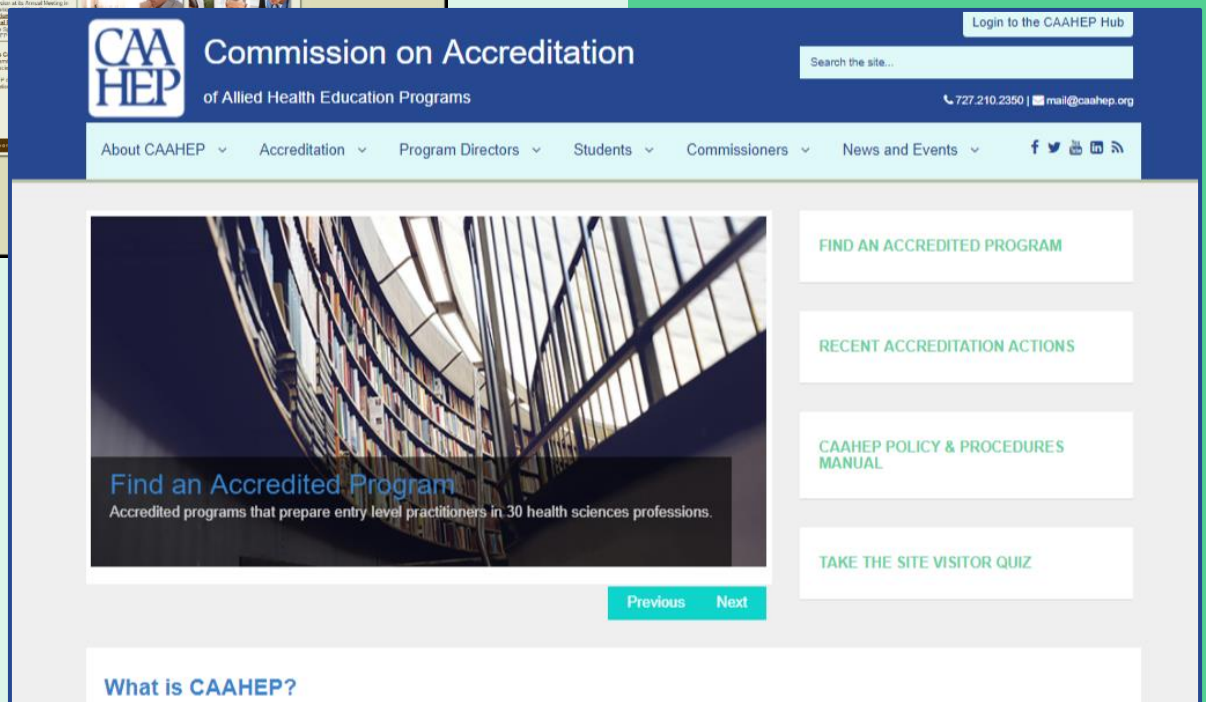 CAA
HEP
Commission on Accreditation
of Allied Health Education Programs
Login to the CAAHEP Hub
Search the site...
727.210.2350 | mail@caahep.org
About CAAHEP
Accreditation
Program Directors
Students
Commissioners
News and Events
Find an Accredited Program
Accredited programs that prepare entry level practitioners in 30 health sciences professions.
Previous
Next
FIND AN ACCREDITED PROGRAM
RECENT ACCREDITATION ACTIONS
CAAHEP POLICY & PROCEDURES
MANUAL
TAKE THE SITE VISITOR QUIZ
What is CAAHEP?